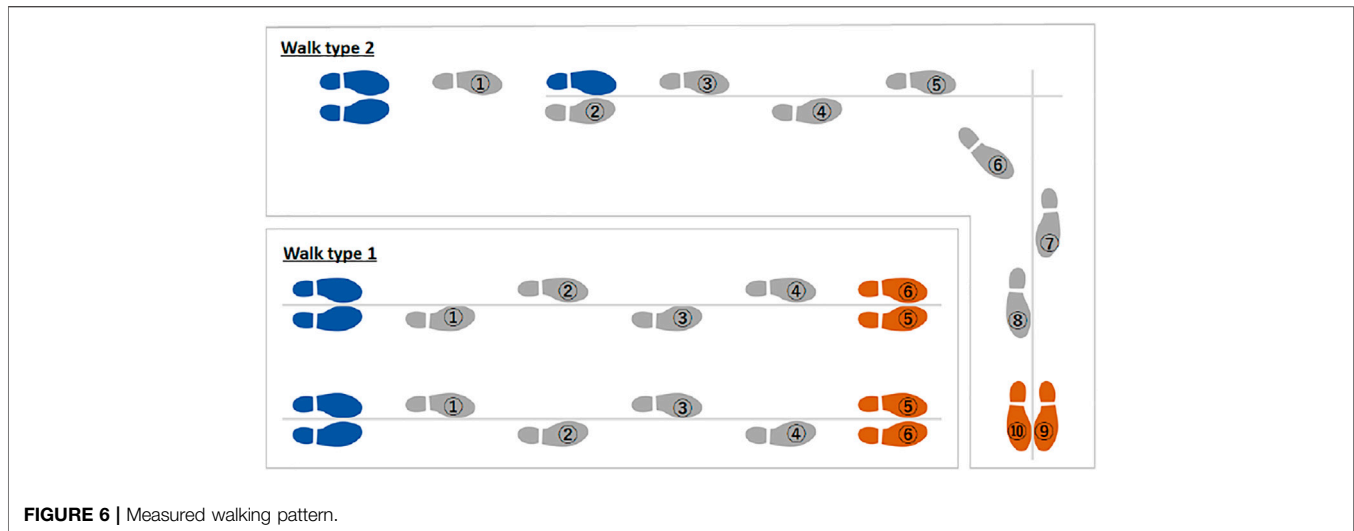 Walk type 2
① ③ ⑤
② ④
⑥
⑦
⑧
⑩ ⑨
Walk type 1
② ④ ⑥
① ③ ⑤
① ③ ⑤
② ④ ⑥
FIGURE 6 | Measured walking pattern.